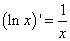 (ln x)' = 1/x